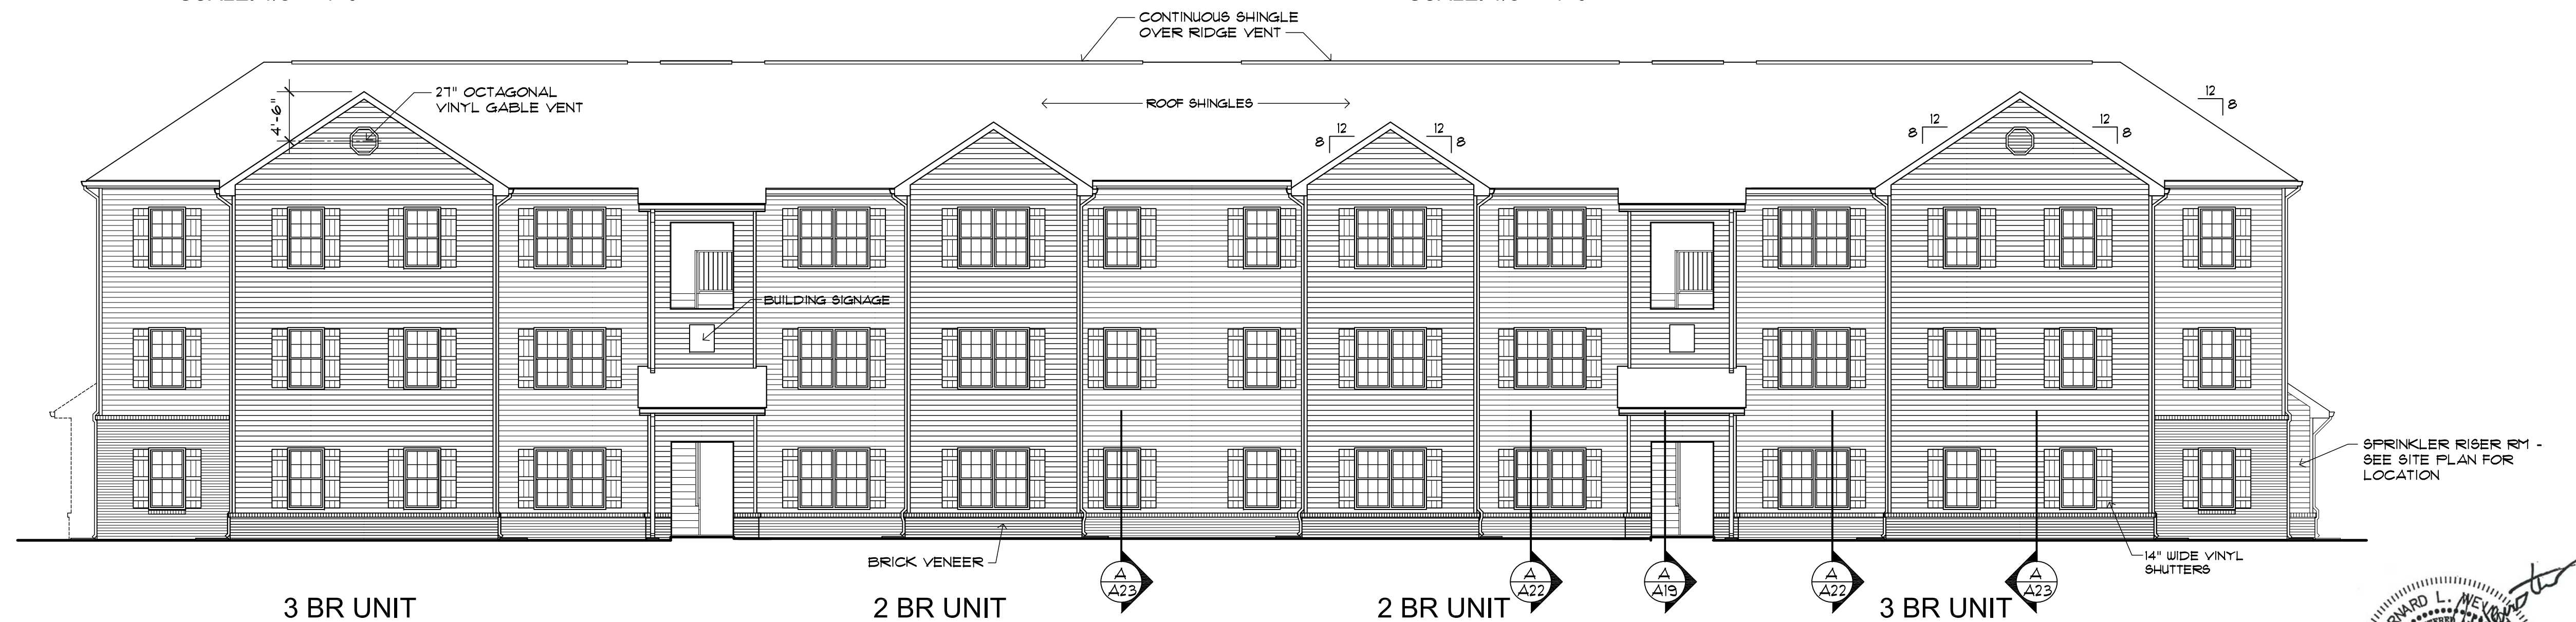 CONTINUOUS SHINGLE
OVER RIDGE VENT
27" OCTAGONAL
VINYL GABLE VENT
4'-6"
ROOF SHINGLES
12
8
12
8
12
8
12
8
12
8
BUILDING SIGNAGE
SPRINKLER RISER RM -
SEE SITE PLAN FOR
LOCATION
BRICK VENEER
14" WIDE VINYL
SHUTTERS
A
A23
A
A22
A
A19
A
A22
A
A23
3 BR UNIT
2 BR UNIT
2 BR UNIT
3 BR UNIT
L.